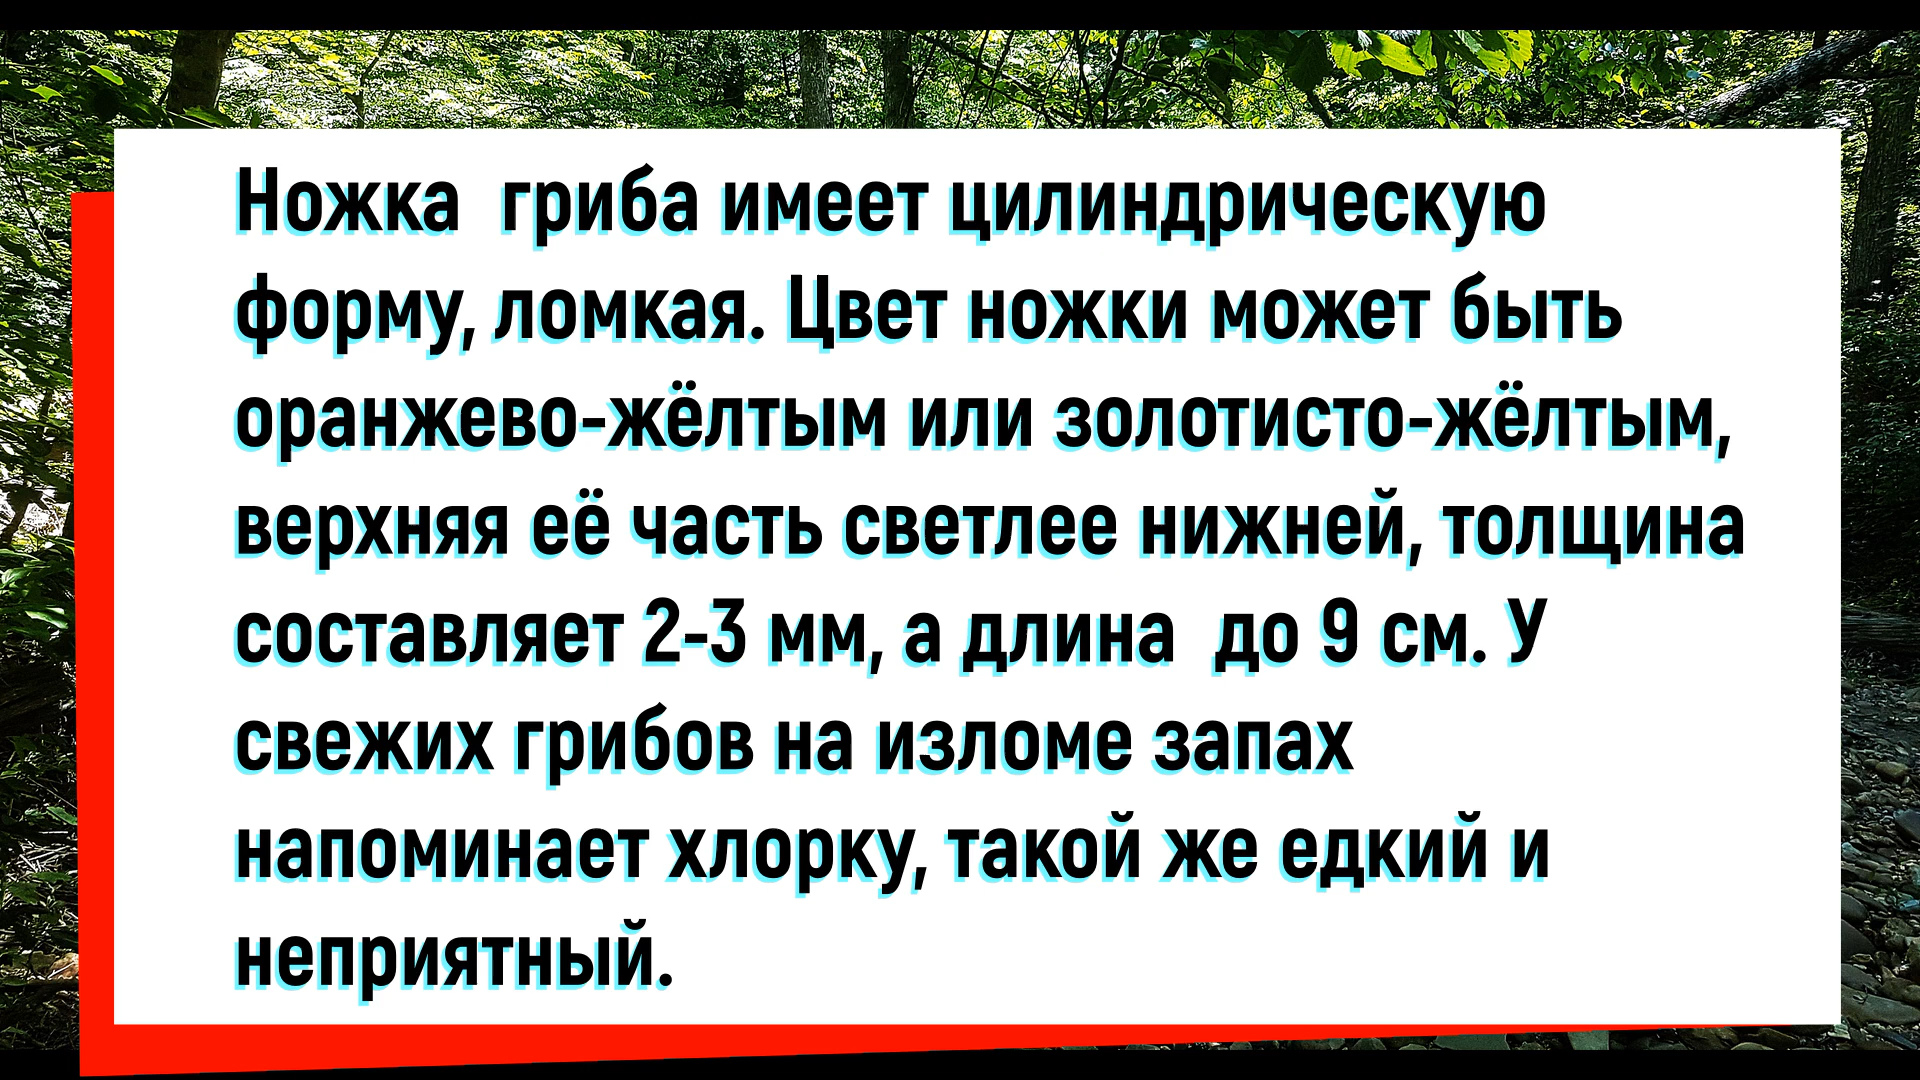 Ножка  гриба имеет цилиндрическую
форму, ломкая. Цвет ножки может быть
оранжево-жёлтым или золотисто-жёлтым,
верхняя её часть светлее нижней, толщина
составляет 2-3 мм, а длина  до 9 см. У
свежих грибов на изломе запах
напоминает хлорку, такой же едкий и
неприятный.